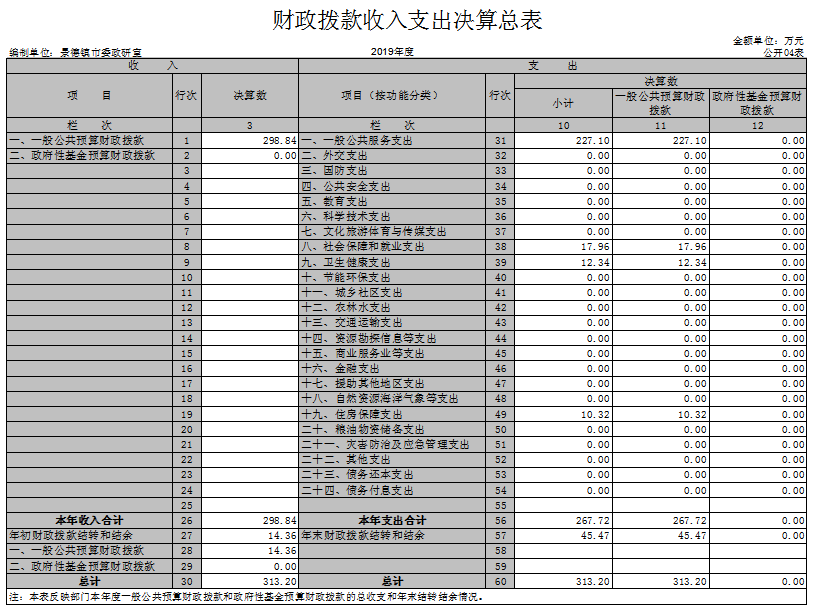 财政拨款收入支出决算总表
金额单位：万元
编制单位：景德镇市委政研室 2019年度 公开04表
收 入 支 出
项 目 行次 决算数 项目（按功能分类） 行次 决算数
小计 一般公共预算财政拨款 政府性基金预算财政拨款
栏 次 3 栏 次 10 11 12
一、一般公共预算财政拨款 1 298.84 一、一般公共服务支出 31 227.10 227.10 0.00
二、政府性基金预算财政拨款 2 0.00 二、外交支出 32 0.00 0.00 0.00
3 三、国防支出 33 0.00 0.00 0.00
4 四、公共安全支出 34 0.00 0.00 0.00
5 五、教育支出 35 0.00 0.00 0.00
6 六、科学技术支出 36 0.00 0.00 0.00
7 七、文化旅游体育与传媒支出 37 0.00 0.00 0.00
8 八、社会保障和就业支出 38 17.96 17.96 0.00
9 九、卫生健康支出 39 12.34 12.34 0.00
10 十、节能环保支出 40 0.00 0.00 0.00
11 十一、城乡社区支出 41 0.00 0.00 0.00
12 十二、农林水支出 42 0.00 0.00 0.00
13 十三、交通运输支出 43 0.00 0.00 0.00
14 十四、资源勘探信息等支出 44 0.00 0.00 0.00
15 十五、商业服务业等支出 45 0.00 0.00 0.00
16 十六、金融支出 46 0.00 0.00 0.00
17 十七、援助其他地区支出 47 0.00 0.00 0.00
18 十八、自然资源海洋气象等支出 48 0.00 0.00 0.00
19 十九、住房保障支出 49 10.32 10.32 0.00
20 二十、粮油物资储备支出 50 0.00 0.00 0.00
21 二十一、灾害防治及应急管理支出 51 0.00 0.00 0.00
22 二十二、其他支出 52 0.00 0.00 0.00
23 二十三、债务还本支出 53 0.00 0.00 0.00
24 二十四、债务付息支出 54 0.00 0.00 0.00
25 55
本年收入合计 26 298.84 本年支出合计 56 267.72 267.72 0.00
年初财政拨款结转和结余 27 14.36 年末财政拨款结转和结余 57 45.47 45.47 0.00
一、一般公共预算财政拨款 28 14.36 58
二、政府性基金预算财政拨款 29 0.00 59
总计 30 313.20 总计 60 313.20 313.20 0.00
注：本表反映部门本年度一般公共预算财政拨款和政府性基金预算财政拨款的总收支和年末结转结余情况。